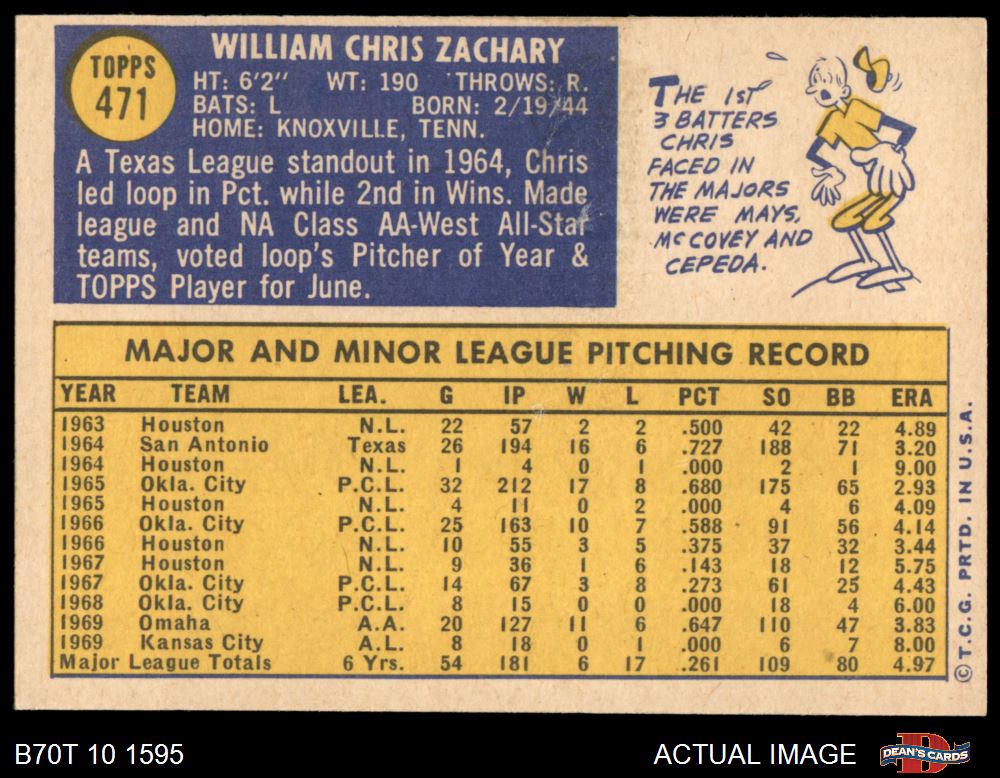 TOPPS
471
WILLIAM CHRIS ZACHARY
HT: 6'2" WT: 190 THROWS: R.
BATS: L BORN: 2/19/44
HOME: KNOXVILLE, TENN.
A Texas League standout in 1964, Chris
led loop in Pct. while 2nd in Wins. Made
league and NA Class AA-West All-Star
teams, voted loop's Pitcher of Year &
TOPPS Player for June.
THE 1ST
3 BATTERS
CHRIS
FACED IN
THE MAJORS
WERE MAYS,
McCOVEY AND
CEPEDA.
MAJOR AND MINOR LEAGUE PITCHING RECORD
YEAR TEAM LEA. G IP W L PCT SO BB ERA
1963 Houston N.L. 22 57 2 2 .500 42 22 4.89
1964 San Antonio Texas 26 194 16 6 .727 188 71 3.20
1964 Houston N.L. 1 4 0 1 .000 2 1 9.00
1965 Okla. City P.C.L. 32 212 17 8 .680 175 65 2.93
1965 Houston N.L. 4 11 0 2 .000 4 6 4.09
1966 Okla. City P.C.L. 25 163 10 7 .588 91 56 4.14
1966 Houston N.L. 10 55 3 5 .375 37 32 3.44
1967 Houston N.L. 9 36 1 6 .143 18 12 5.75
1967 Okla. City P.C.L. 14 67 3 8 .273 61 25 4.43
1968 Okla. City P.C.L. 8 15 0 0 .000 18 4 6.00
1969 Omaha A.A. 20 127 11 6 .647 110 47 3.83
1969 Kansas City A.L. 8 18 0 1 .000 6 7 8.00
Major League Totals 6 Yrs. 54 181 6 17 .261 109 80 4.97
© T.C.G. PRTD. IN U.S.A.
B70T 10 1595
ACTUAL IMAGE
DEAN'S CARDS